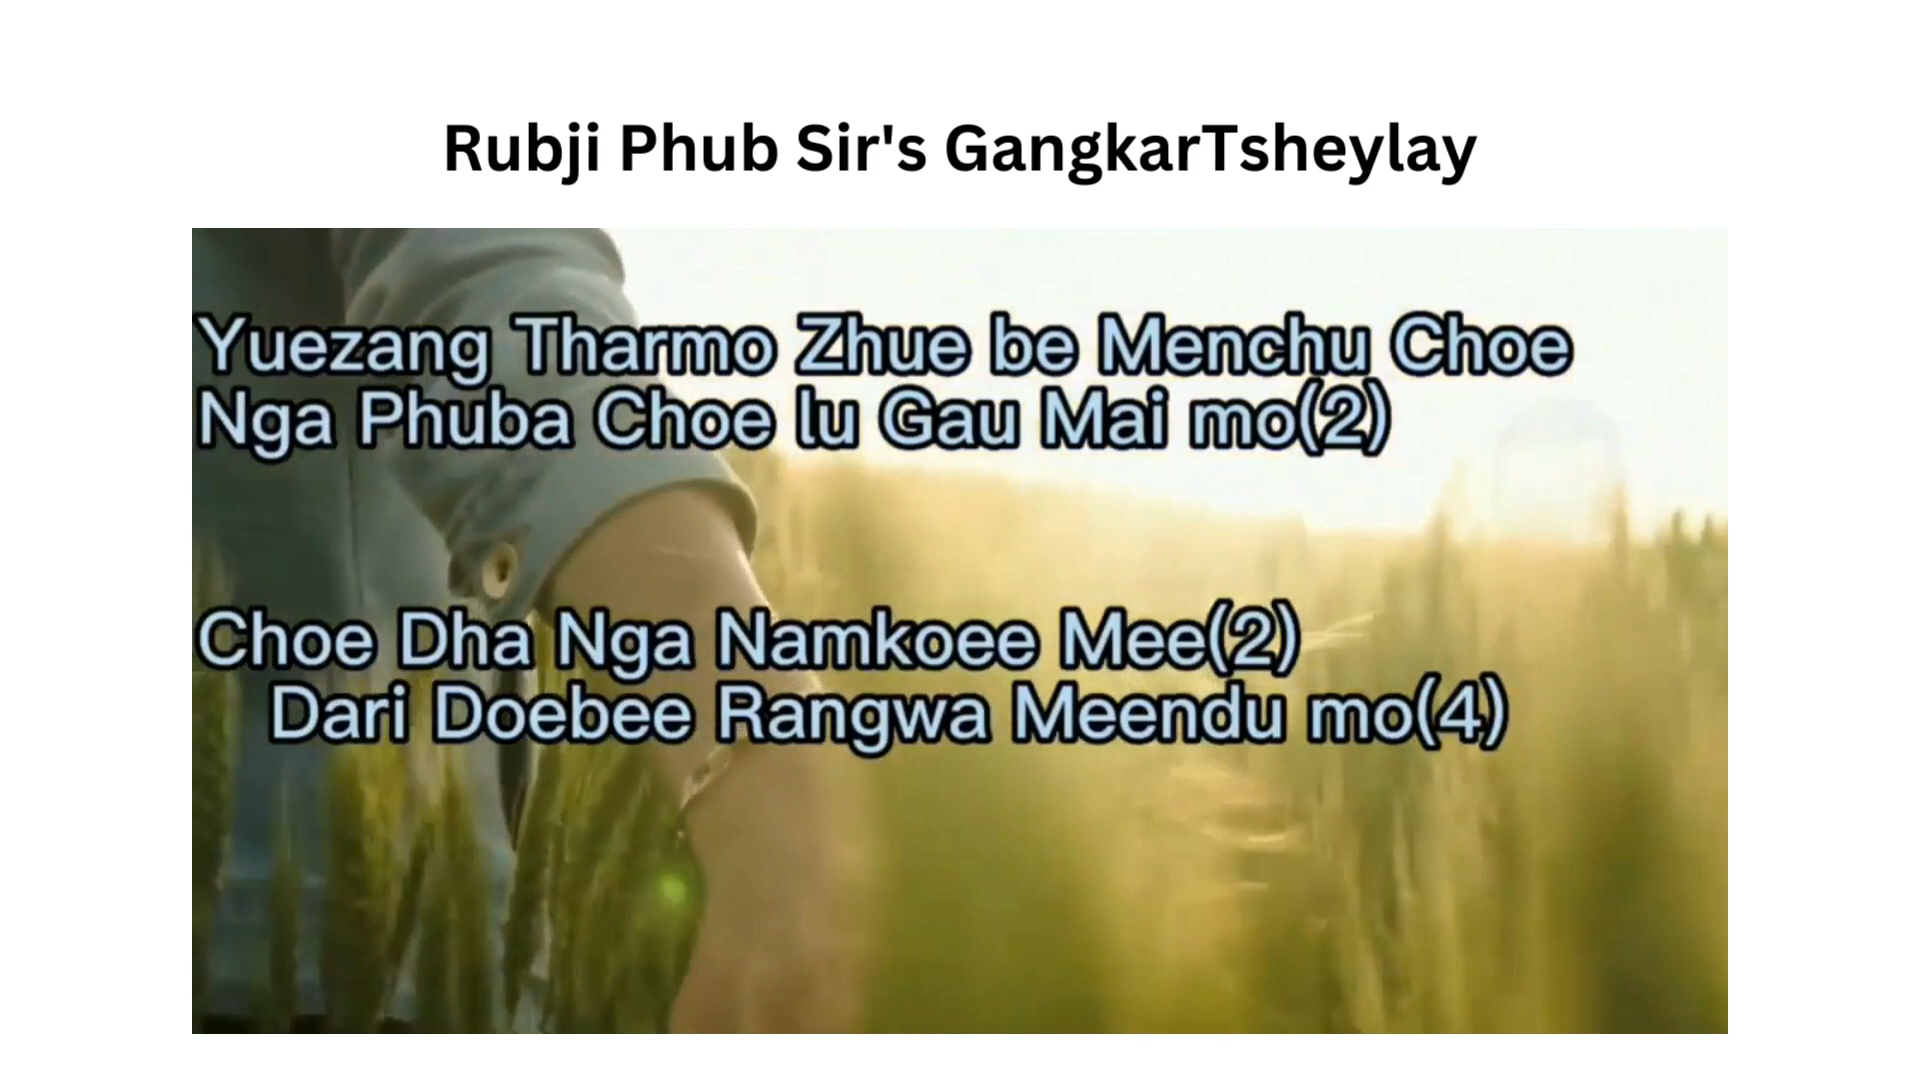 Rubji Phub Sir's GangkarTsheylay
Yuezang Tharmo Zhue be Menchu Choe
Nga Phuba Choe lu Gau Mai mo(2)
Choe Dha Nga Namkoee Mee(2)
Dari Doebee Rangwa Meendu mo(4)